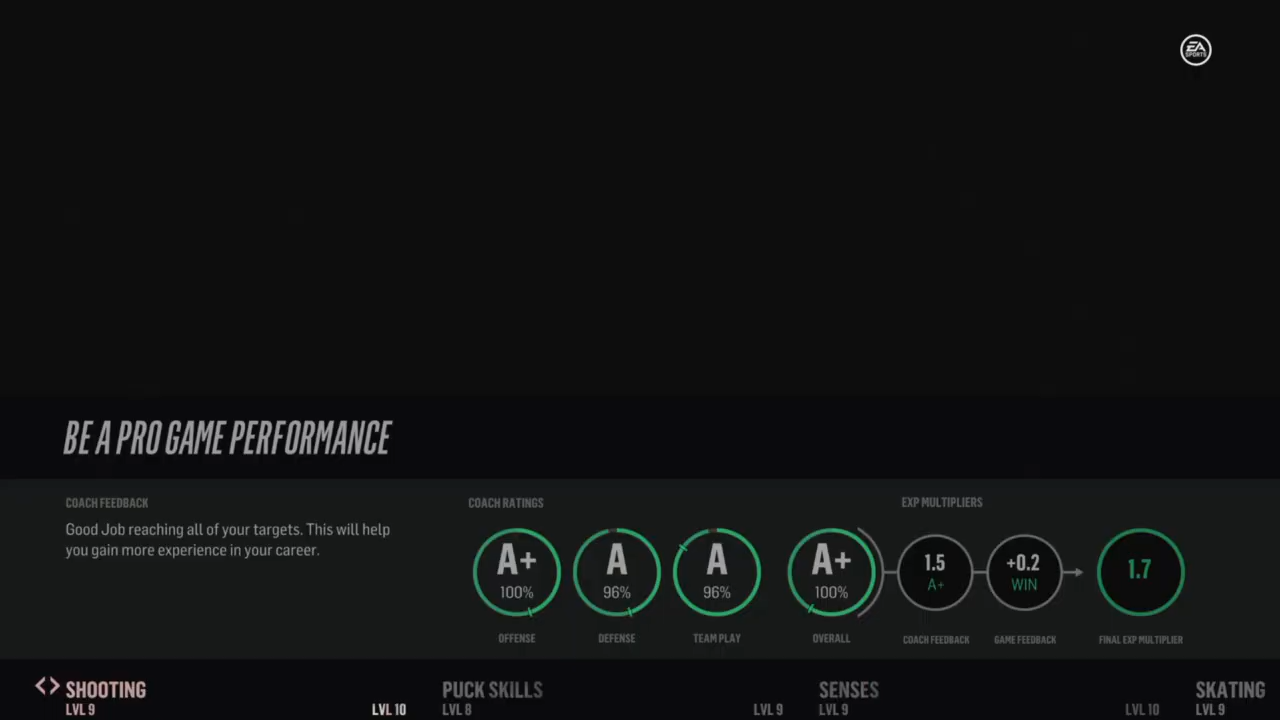 EA
SPORTS
BE A PRO GAME PERFORMANCE
COACH FEEDBACK
Good Job reaching all of your targets. This will help
you gain more experience in your career.
COACH RATINGS
A+
100%
OFFENSE
A
96%
DEFENSE
A
96%
TEAM PLAY
A+
100%
OVERALL
EXP MULTIPLIERS
1.5
A+
COACH FEEDBACK
+0.2
WIN
GAME FEEDBACK
1.7
FINAL EXP MULTIPLIER
SHOOTING
LVL 9 LVL 10
PUCK SKILLS
LVL 8 LVL 9
SENSES
LVL 9 LVL 10
SKATING
LVL 9